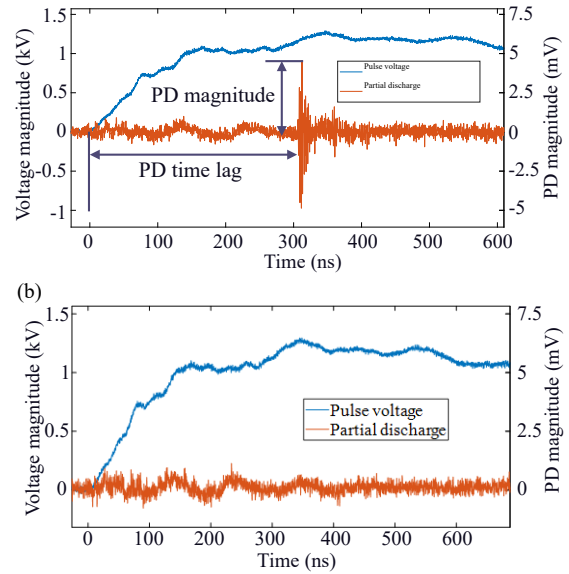 1.5
1
0.5
0
-0.5
-1
Voltage magnitude (kV)
7.5
5
2.5
0
-2.5
-5
PD magnitude (mV)
Pulse voltage
Partial discharge
PD magnitude
PD time lag
0 100 200 300 400 500 600
Time (ns)
(b)
1.5
1
0.5
0
Voltage magnitude (kV)
7.5
5
2.5
0
PD magnitude (mV)
Pulse voltage
Partial discharge
0 100 200 300 400 500 600
Time (ns)